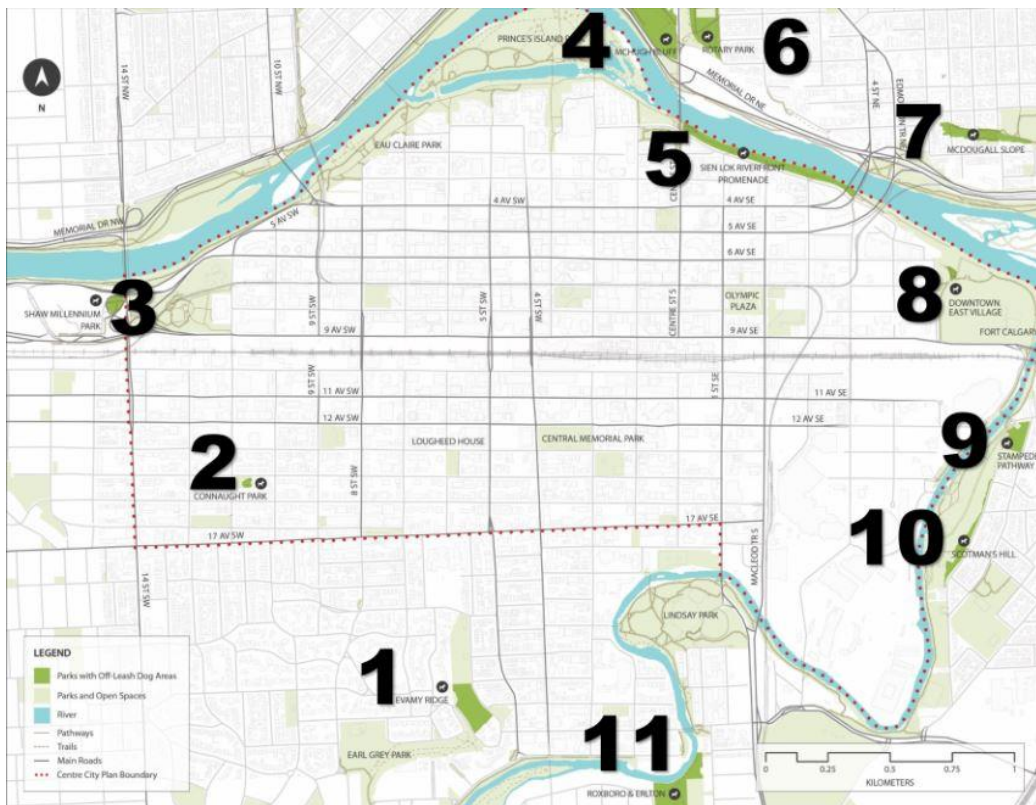 4
6
PRINCE'S ISLAND
MCHUGH BLUFF
ROTARY PARK
14 ST NW
10 ST NW
N
MEMORIAL DR NE
4 ST NE
7
MCDOUGALL SLOPE
EAU CLAIRE PARK
5
SIEN LOK RIVERFRONT
PROMENADE
4 AV SW
4 AV SE
MEMORIAL DR NW
5 AV SW
5 AV SE
6 AV SE
8
3
SHAW MILLENNIUM
PARK
9 ST SW
5 ST SW
4 ST SW
CENTRE ST S
OLYMPIC
PLAZA
DOWNTOWN
EAST VILLAGE
FORT CALGARY
9 AV SW
9 AV SE
9 ST SW
1 ST SE
11 AV SW
11 AV SE
12 AV SW
12 AV SE
2
LOUGHEED HOUSE
CENTRAL MEMORIAL PARK
9
STAMPEDE
PATHWAY
CONNAUGHT PARK
8 ST SW
10
17 AV SW
17 AV SE
SCOTMAN'S HILL
14 ST SW
MACLEOD TR S
LINDSAY PARK
LEGEND
Parks with Off-Leash Dog Areas
Parks and Open Spaces
River
Pathways
Trails
Main Roads
Centre City Plan Boundary
1
EVAMY RIDGE
EARL GREY PARK
11
ROXBORO & ERLTON
0
0.25
0.5
0.75
1
KILOMETERS